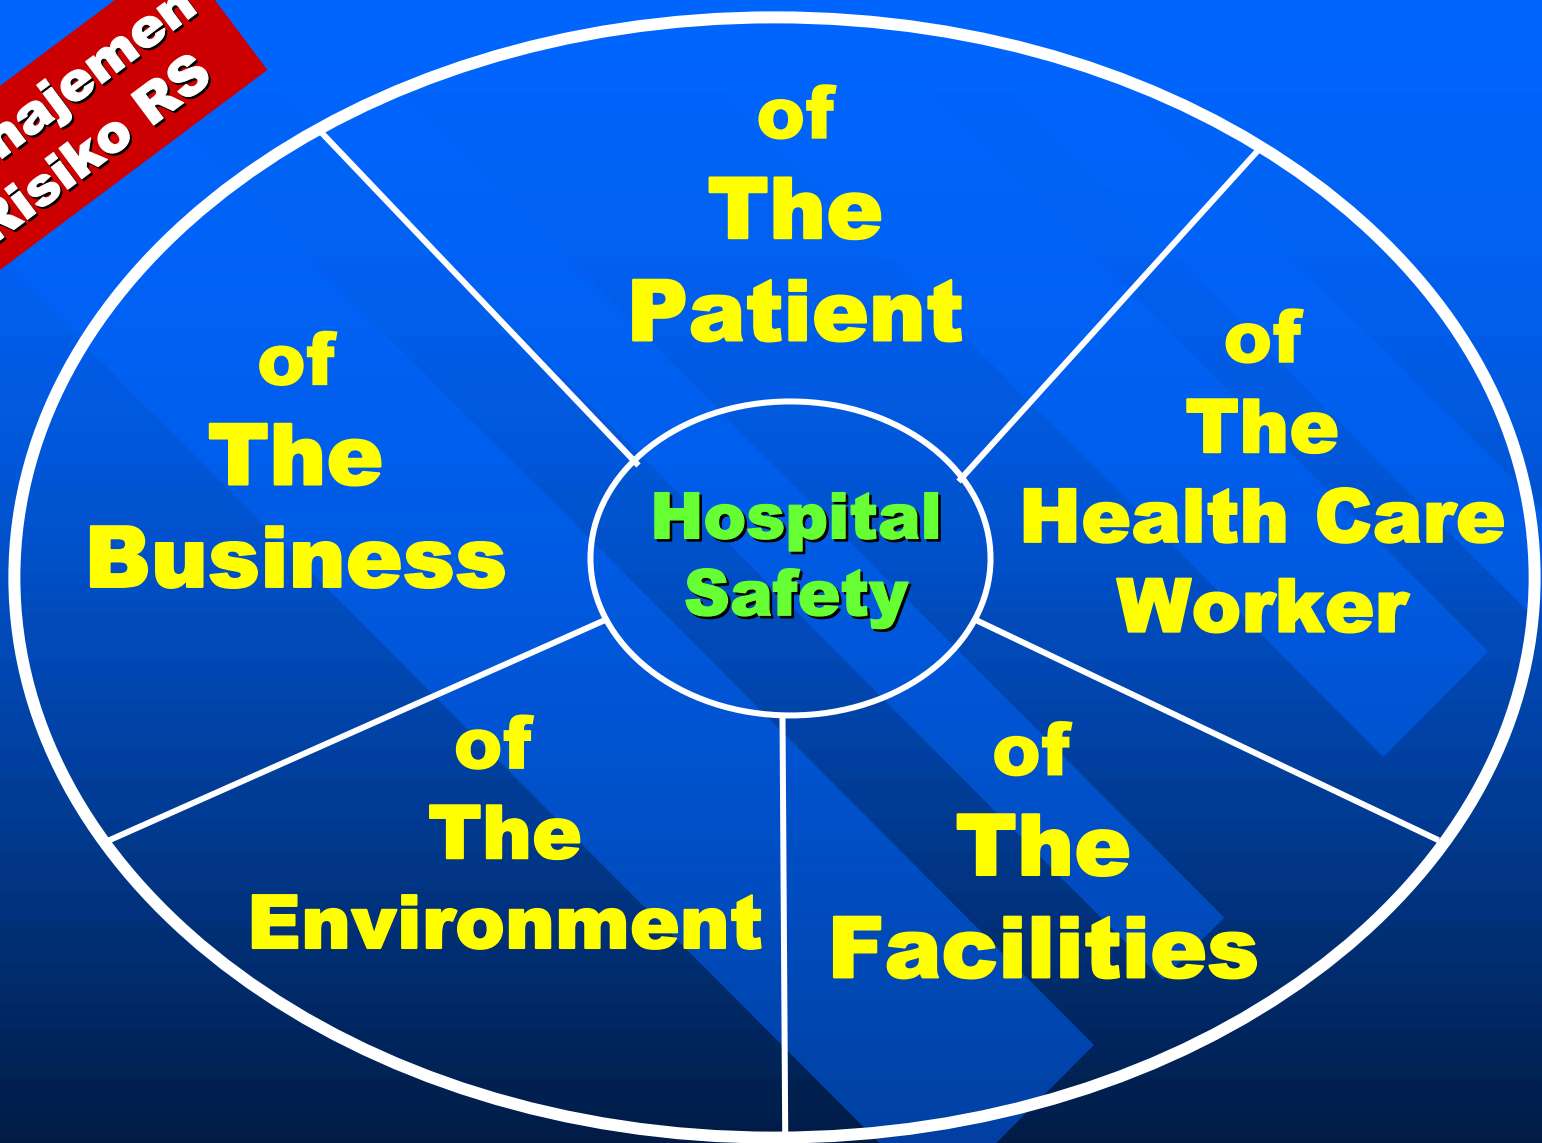 najemen
Risiko RS
of
The
Patient
of
The
Health Care
Worker
of
The
Business
Hospital
Safety
of
The
Environment
of
The
Facilities